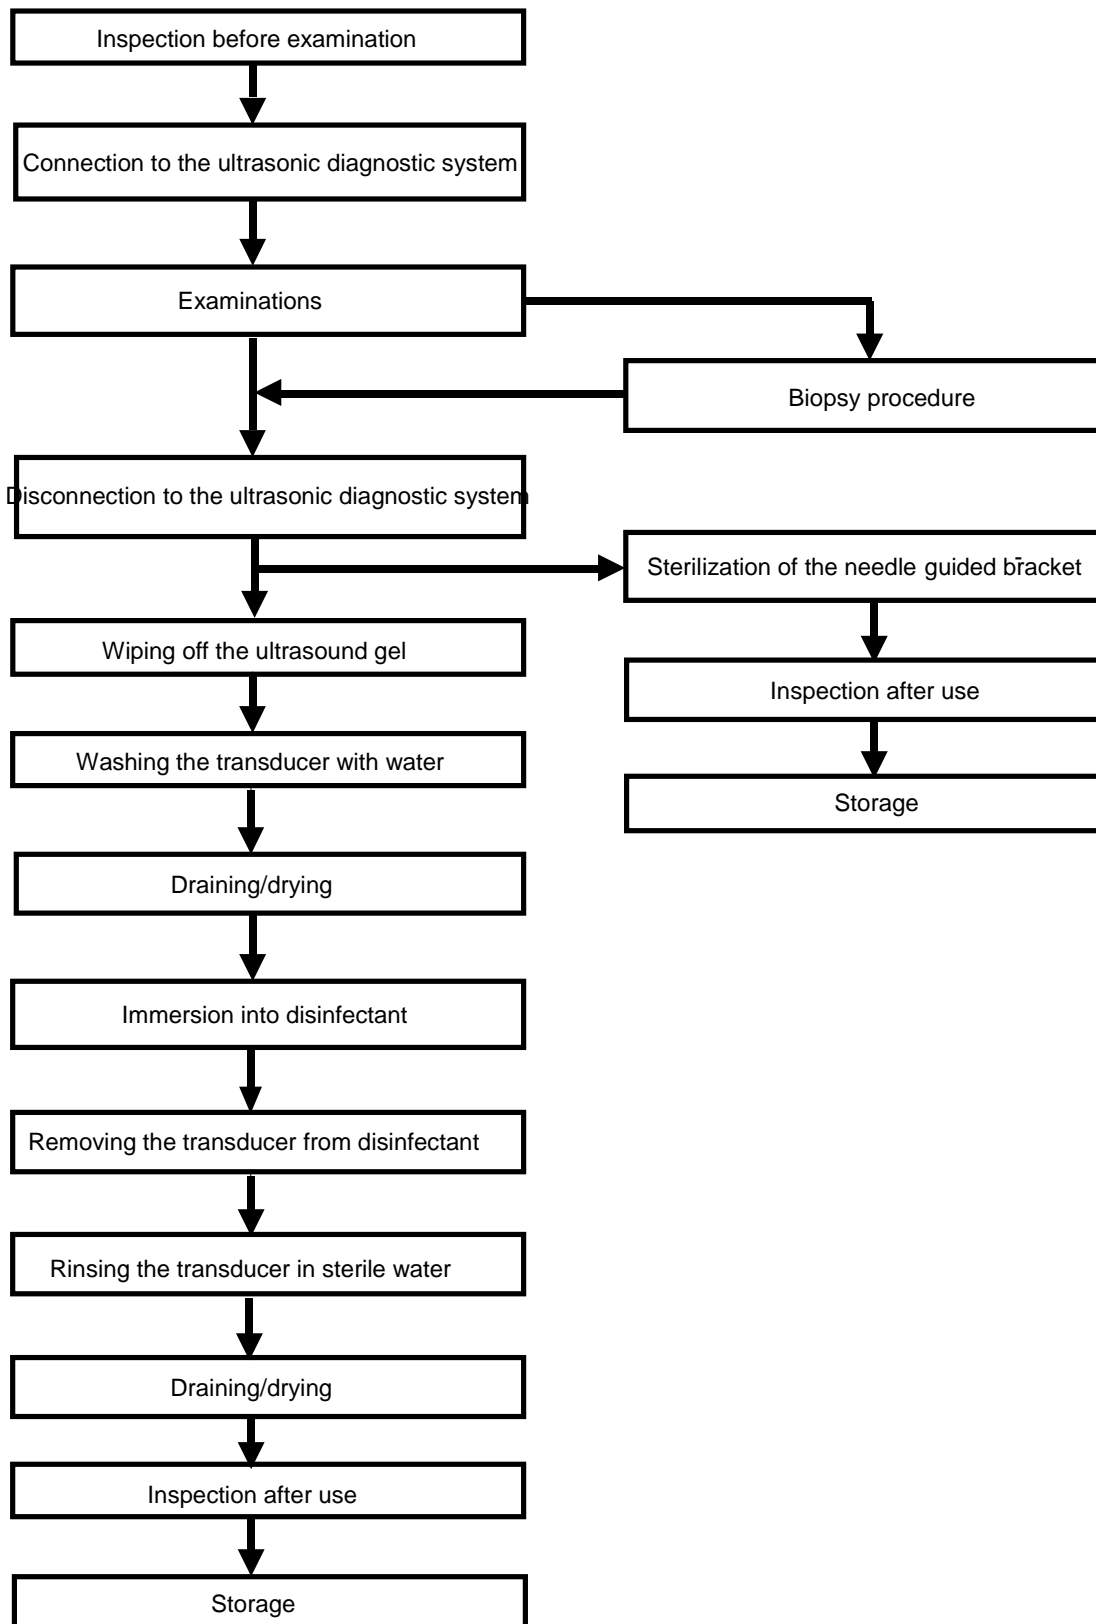 Inspection before examination
Connection to the ultrasonic diagnostic system
Examinations
Biopsy procedure
Disconnection to the ultrasonic diagnostic system
Sterilization of the needle guided bracket
Wiping off the ultrasound gel
Inspection after use
Washing the transducer with water
Storage
Draining/drying
Immersion into disinfectant
Removing the transducer from disinfectant
Rinsing the transducer in sterile water
Draining/drying
Inspection after use
Storage